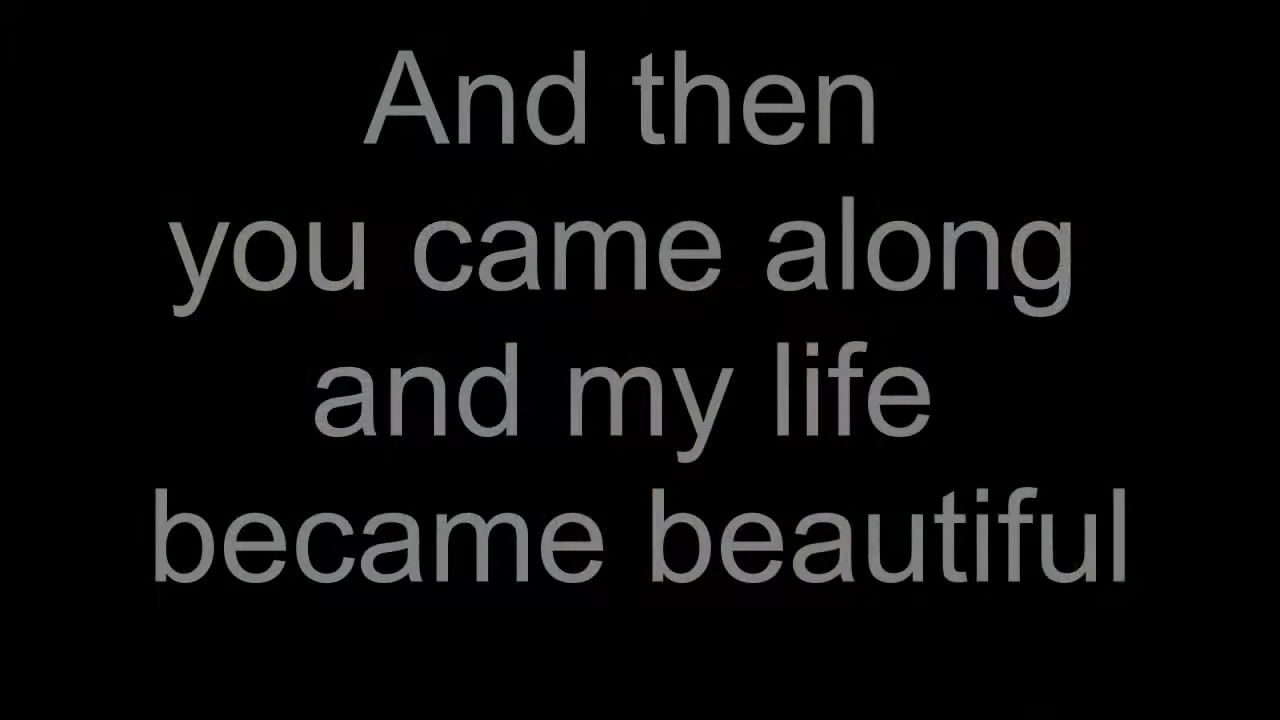 And then
you came along
and my life
became beautiful